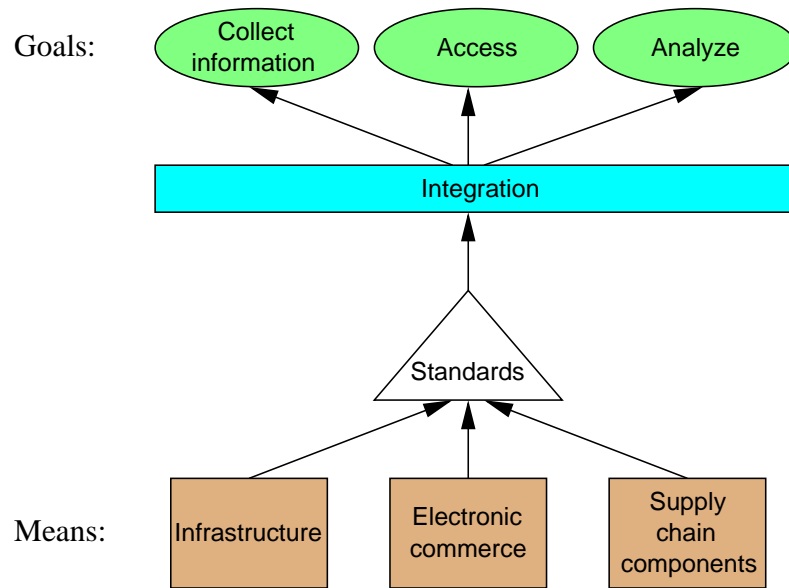 Goals:
Collect
information
Access
Analyze
Integration
Standards
Means:
Infrastructure
Electronic
commerce
Supply
chain
components